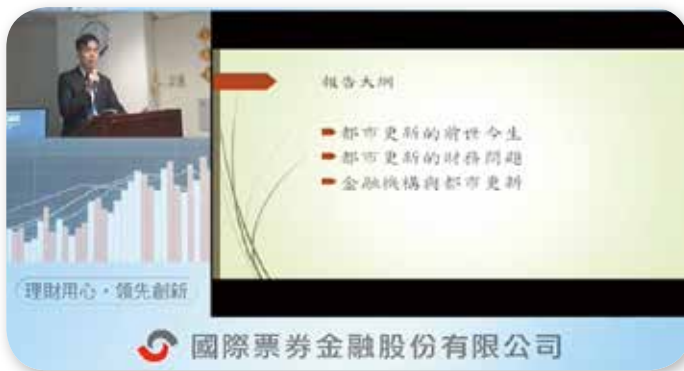 報告大綱
都市更新的前世今生
都市更新的財務問題
金融機構與都市更新
理財用心・領先創新
國際票券金融股份有限公司